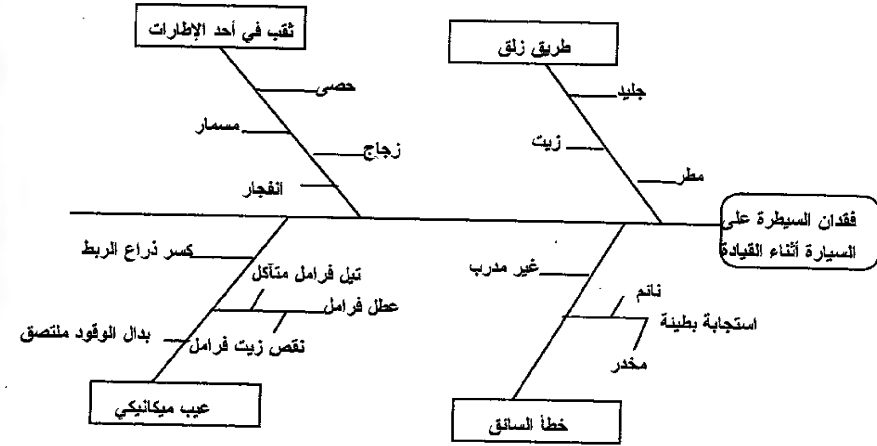 ثقب في أحد الإطارات
طريق زلق
حصى
جليد
مسمار
زيت
زجاج
مطر
انفجار
فقدان السيطرة على
السيارة أثناء القيادة
كسر ذراع الربط
غير مدرب
تيل فرامل متآكل
نائم
عطل فرامل
استجابة بطيئة
بدال الوقود ملتصق
نقص زيت فرامل
مخدر
عيب ميكانيكي
خطأ السائق